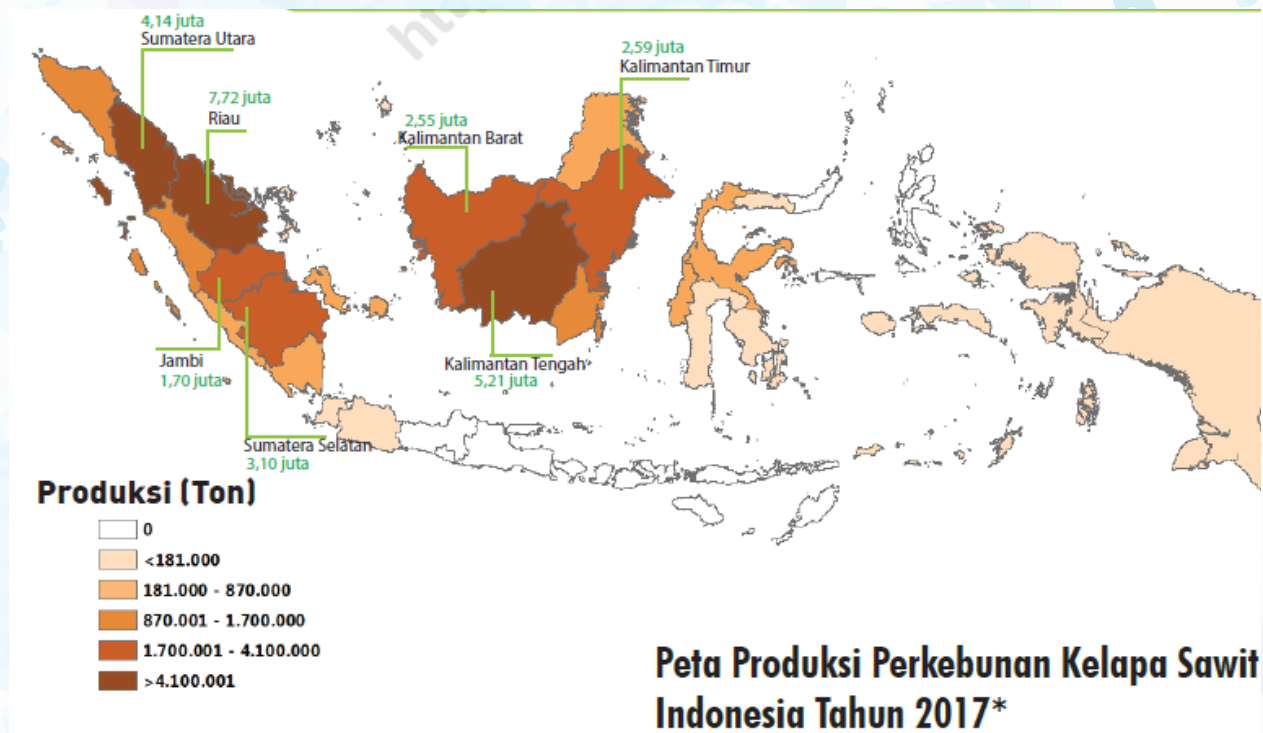 4,14 juta
Sumatera Utara
7,72 juta
Riau
2,55 juta
Kalimantan Barat
2,59 juta
Kalimantan Timur
Jambi
1,70 juta
Kalimantan Tengah
5,21 juta
Sumatera Selatan
3,10 juta
Produksi (Ton)
0
<181.000
181.000 - 870.000
870.001 - 1.700.000
1.700.001 - 4.100.000
>4.100.001
Peta Produksi Perkebunan Kelapa Sawit
Indonesia Tahun 2017*